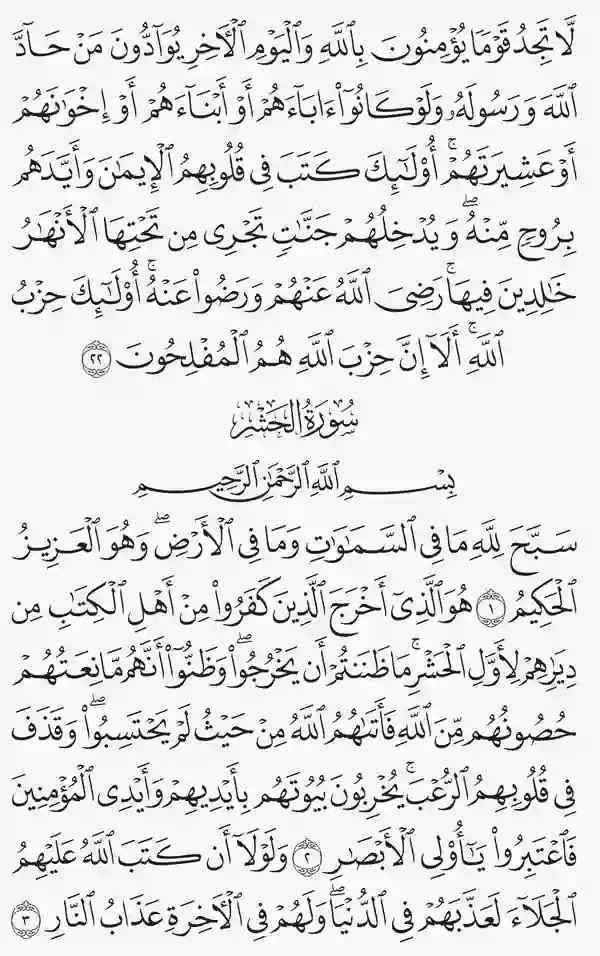 لَّا تَجِدُ قَوۡمٗا يُؤۡمِنُونَ بِٱللَّهِ وَٱلۡيَوۡمِ ٱلۡأٓخِرِ يُوَآدُّونَ مَنۡ حَآدَّ
ٱللَّهَ وَرَسُولَهُۥ وَلَوۡ كَانُوٓاْ ءَابَآءَهُمۡ أَوۡ أَبۡنَآءَهُمۡ أَوۡ إِخۡوَٰنَهُمۡ
أَوۡ عَشِيرَتَهُمۡۚ أُوْلَٰٓئِكَ كَتَبَ فِي قُلُوبِهِمُ ٱلۡإِيمَٰنَ وَأَيَّدَهُم
بِرُوحٖ مِّنۡهُۖ وَيُدۡخِلُهُمۡ جَنَّٰتٖ تَجۡرِي مِن تَحۡتِهَا ٱلۡأَنۡهَٰرُ
خَٰلِدِينَ فِيهَاۚ رَضِيَ ٱللَّهُ عَنۡهُمۡ وَرَضُواْ عَنۡهُۚ أُوْلَٰٓئِكَ حِزۡبُ
ٱللَّهِۚ أَلَآ إِنَّ حِزۡبَ ٱللَّهِ هُمُ ٱلۡمُفۡلِحُونَ ٢٢
سُورَةُ الحَشۡرِ
بِسۡمِ ٱللَّهِ ٱلرَّحۡمَٰنِ ٱلرَّحِيمِ
سَبَّحَ لِلَّهِ مَا فِي ٱلسَّمَٰوَٰتِ وَمَا فِي ٱلۡأَرۡضِۖ وَهُوَ ٱلۡعَزِيزُ
ٱلۡحَكِيمُ ١ هُوَ ٱلَّذِيٓ أَخۡرَجَ ٱلَّذِينَ كَفَرُواْ مِنۡ أَهۡلِ ٱلۡكِتَٰبِ مِن
دِيَٰرِهِمۡ لِأَوَّلِ ٱلۡحَشۡرِۚ مَا ظَنَنتُمۡ أَن يَخۡرُجُواْۖ وَظَنُّوٓاْ أَنَّهُم مَّانِعَتُهُمۡ
حُصُونُهُم مِّنَ ٱللَّهِ فَأَتَىٰهُمُ ٱللَّهُ مِنۡ حَيۡثُ لَمۡ يَحۡتَسِبُواْۖ وَقَذَفَ
فِي قُلُوبِهِمُ ٱلرُّعۡبَۚ يُخۡرِبُونَ بُيُوتَهُم بِأَيۡدِيهِمۡ وَأَيۡدِي ٱلۡمُؤۡمِنِينَ
فَٱعۡتَبِرُواْ يَٰٓأُوْلِي ٱلۡأَبۡصَٰرِ ٢ وَلَوۡلَآ أَن كَتَبَ ٱللَّهُ عَلَيۡهِمُ
ٱلۡجَلَآءَ لَعَذَّبَهُمۡ فِي ٱلدُّنۡيَاۖ وَلَهُمۡ فِي ٱلۡأٓخِرَةِ عَذَابُ ٱلنَّارِ ٣